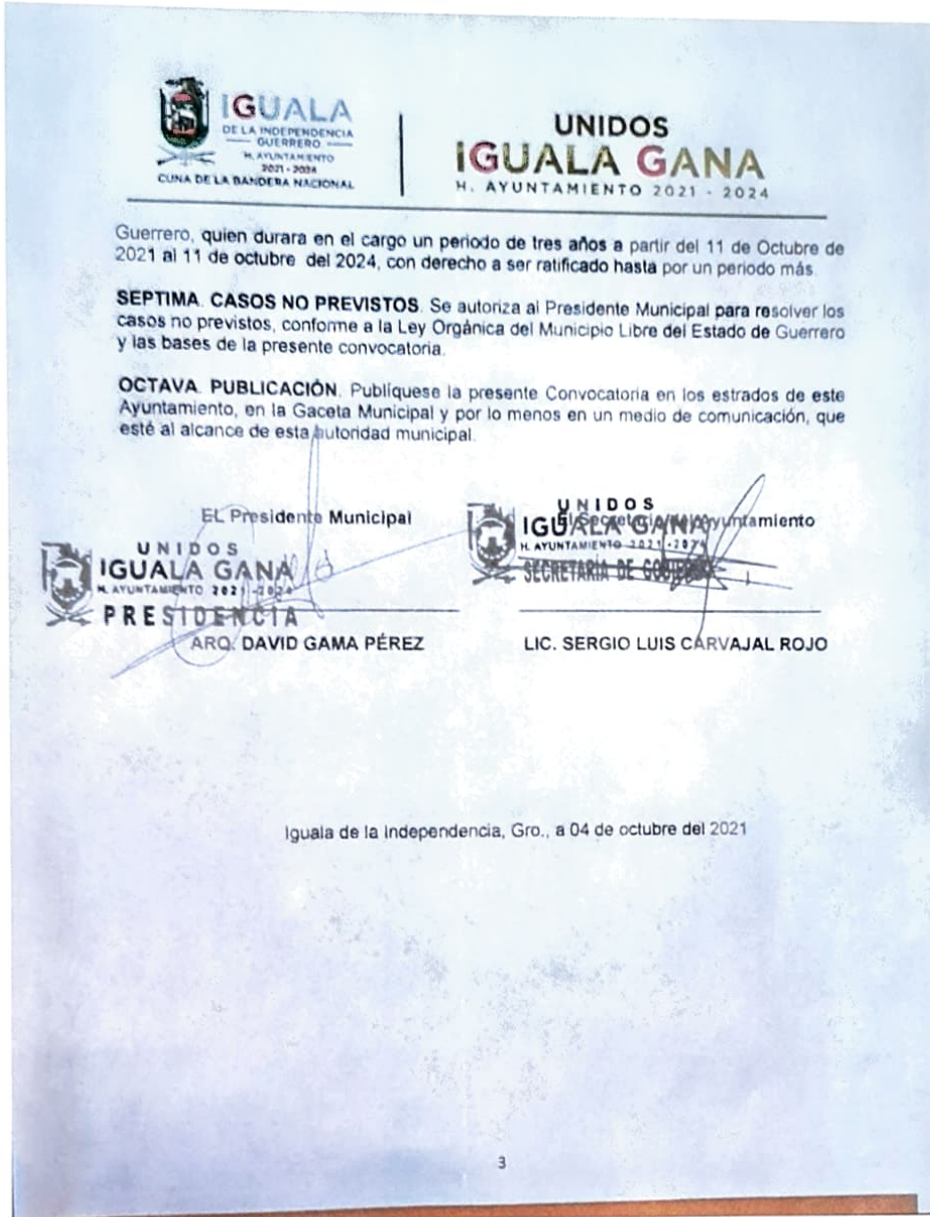 IGUALA
DE LA INDEPENDENCIA
GUERRERO
H. AYUNTAMIENTO
2021 - 2024
CUNA DE LA BANDERA NACIONAL
UNIDOS
IGUALA GANA
H. AYUNTAMIENTO 2021 - 2024
Guerrero, quien durara en el cargo un periodo de tres años a partir del 11 de Octubre de
2021 al 11 de octubre del 2024, con derecho a ser ratificado hasta por un periodo más.
SEPTIMA. CASOS NO PREVISTOS. Se autoriza al Presidente Municipal para resolver los
casos no previstos, conforme a la Ley Orgánica del Municipio Libre del Estado de Guerrero
y las bases de la presente convocatoria.
OCTAVA. PUBLICACIÓN. Publíquese la presente Convocatoria en los estrados de este
Ayuntamiento, en la Gaceta Municipal y por lo menos en un medio de comunicación, que
esté al alcance de esta autoridad municipal.
EL Presidente Municipal
UNIDOS
IGUALA GANA
H. AYUNTAMIENTO 2021 - 2024
PRESIDENCIA
ARQ. DAVID GAMA PÉREZ
El Secretario Ayuntamiento
UNIDOS
IGUALA GANA
H. AYUNTAMIENTO 2021 - 2024
SECRETARIA DE GOBIERNO
LIC. SERGIO LUIS CARVAJAL ROJO
Iguala de la Independencia, Gro., a 04 de octubre del 2021
3